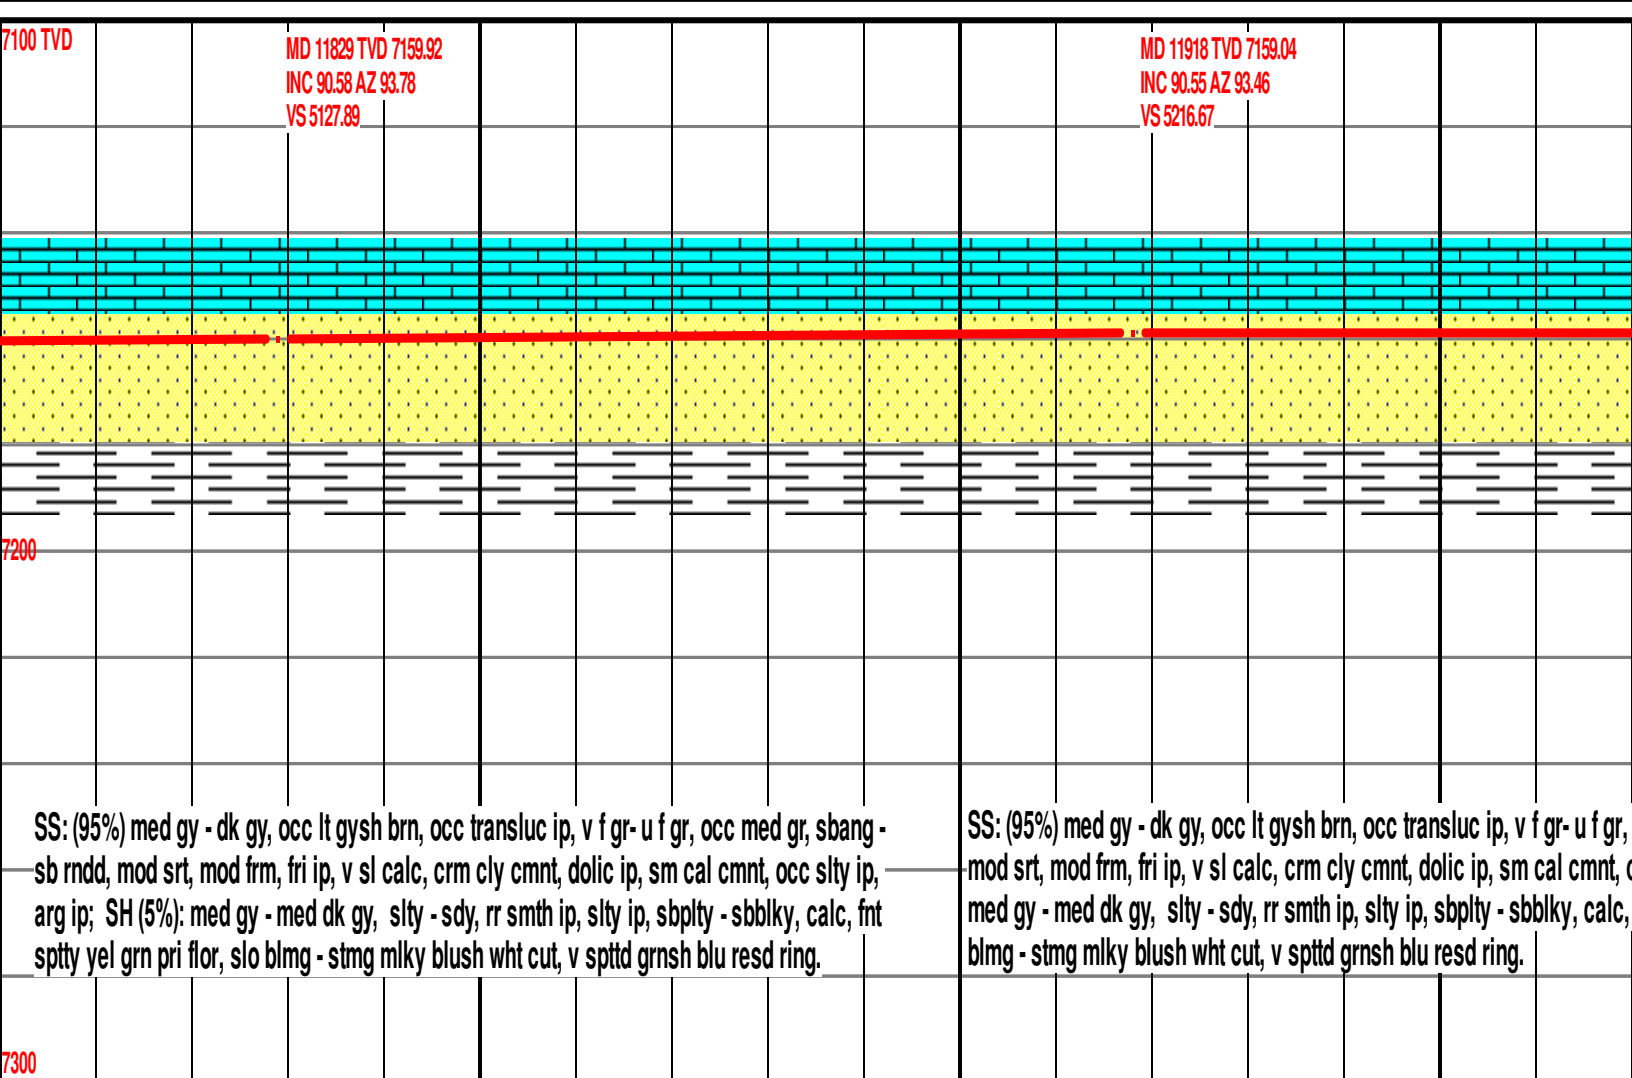 7100 TVD
MD 11829 TVD 7159.92
INC 90.58 AZ 93.78
VS 5127.89
MD 11918 TVD 7159.04
INC 90.55 AZ 93.46
VS 5216.67
7200
SS: (95%) med gy - dk gy, occ lt gysh brn, occ transluc ip, v f gr- u f gr, occ med gr, sbang -
sb rndd, mod srt, mod frm, fri ip, v sl calc, crm cly cmnt, dolic ip, sm cal cmnt, occ slty ip,
arg ip;  SH (5%): med gy - med dk gy,  slty - sdy, rr smth ip, slty ip, sbplty - sbblky, calc, fnt
sptty yel grn pri flor, slo blmg - stmg mlky blush wht cut, v spttd grnsh blu resd ring.
SS: (95%) med gy - dk gy, occ lt gysh brn, occ transluc ip, v f gr- u f gr,
mod srt, mod frm, fri ip, v sl calc, crm cly cmnt, dolic ip, sm cal cmnt,
med gy - med dk gy,  slty - sdy, rr smth ip, slty ip, sbplty - sbblky, calc,
blmg - stmg mlky blush wht cut, v spttd grnsh blu resd ring.
7300